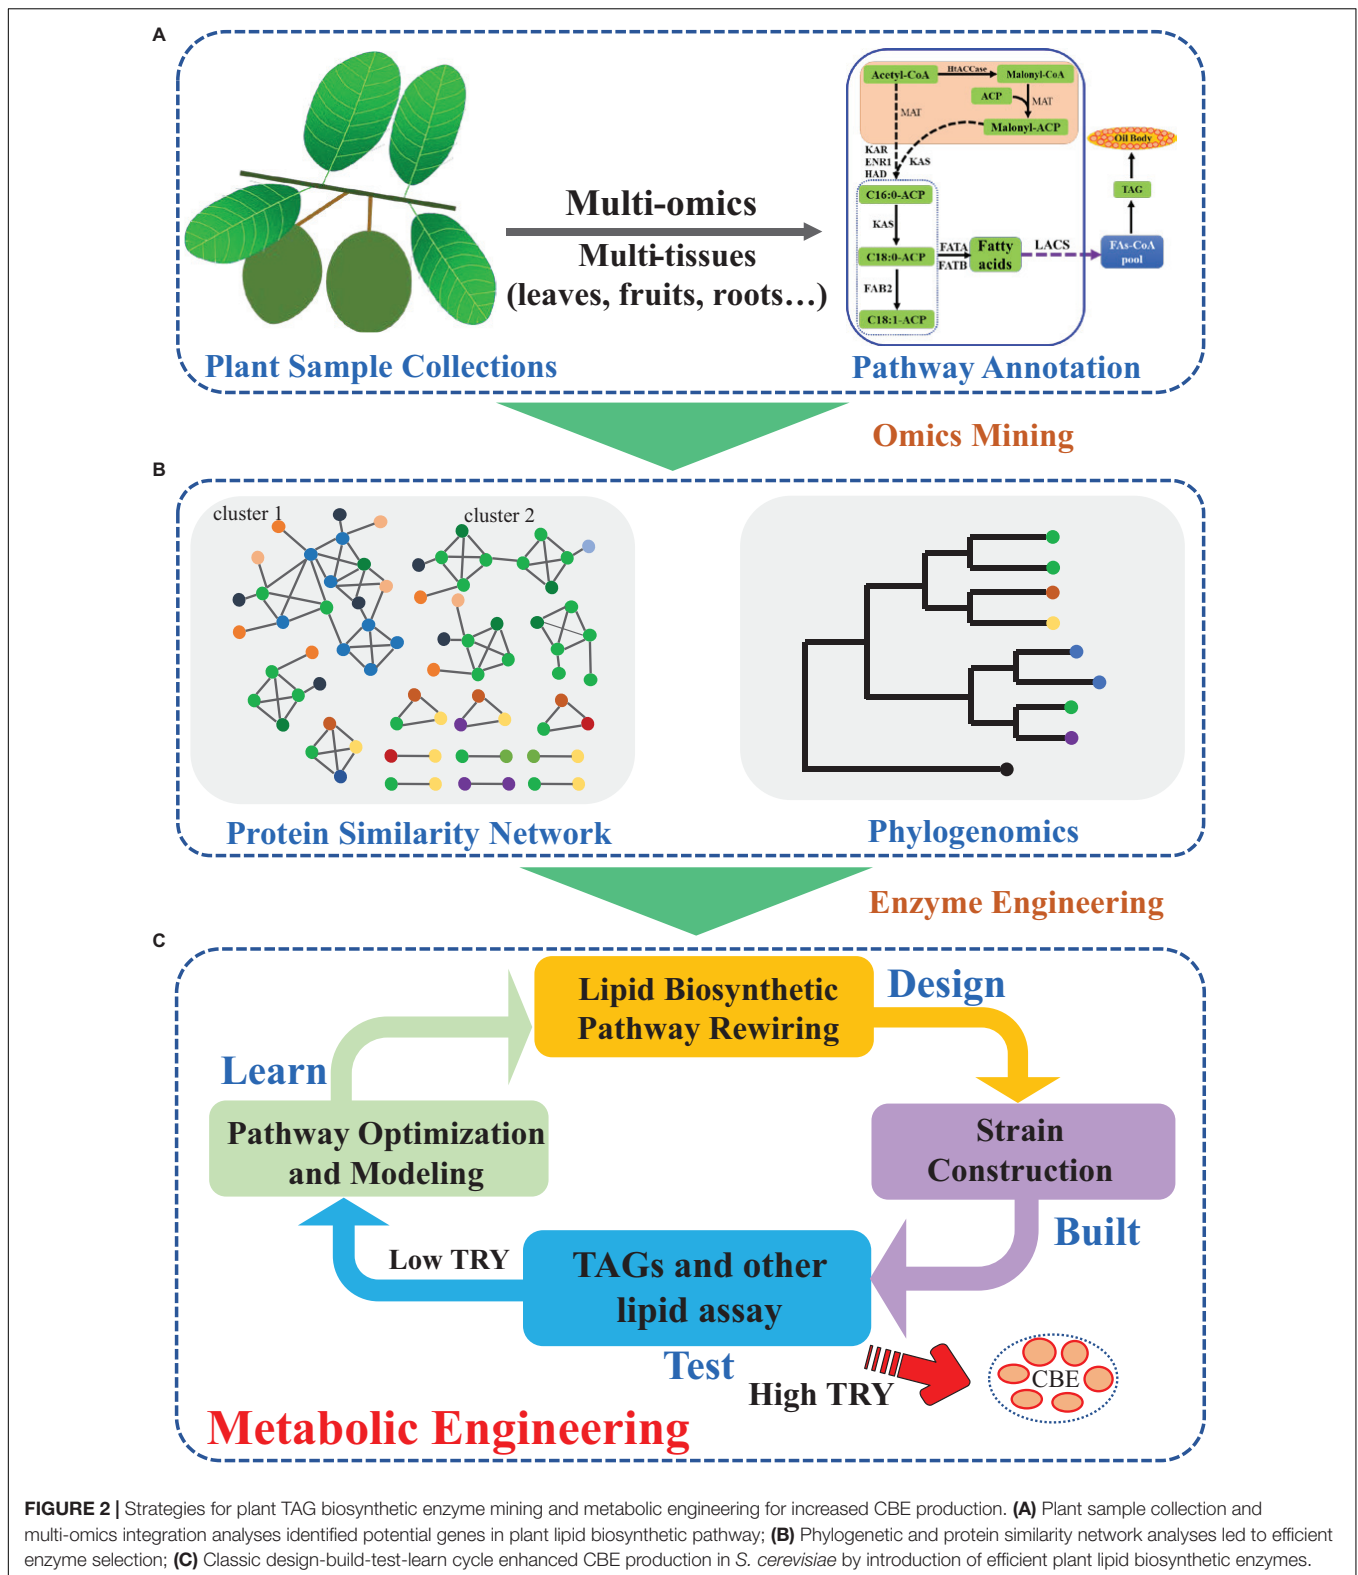 A
Acetyl-CoA
HtACCase
Malonyl-CoA
ACP
MAT
MAT
Malonyl-ACP
KAR
ENR1
HAD
KAS
C16:0-ACP
KAS
C18:0-ACP
FATA
FATB
Fatty
acids
LACS
FAs-CoA
pool
TAG
Oil Body
FAB2
C18:1-ACP
Multi-omics
Multi-tissues
(leaves, fruits, roots…)
Plant Sample Collections
Pathway Annotation
Omics Mining
B
cluster 1
cluster 2
Protein Similarity Network
Phylogenomics
Enzyme Engineering
C
Lipid Biosynthetic
Pathway Rewiring
Design
Learn
Pathway Optimization
and Modeling
Strain
Construction
Built
Low TRY
TAGs and other
lipid assay
Test
High TRY
CBE
Metabolic Engineering
FIGURE 2 | Strategies for plant TAG biosynthetic enzyme mining and metabolic engineering for increased CBE production. (A) Plant sample collection and
multi-omics integration analyses identified potential genes in plant lipid biosynthetic pathway; (B) Phylogenetic and protein similarity network analyses led to efficient
enzyme selection; (C) Classic design-build-test-learn cycle enhanced CBE production in S. cerevisiae by introduction of efficient plant lipid biosynthetic enzymes.